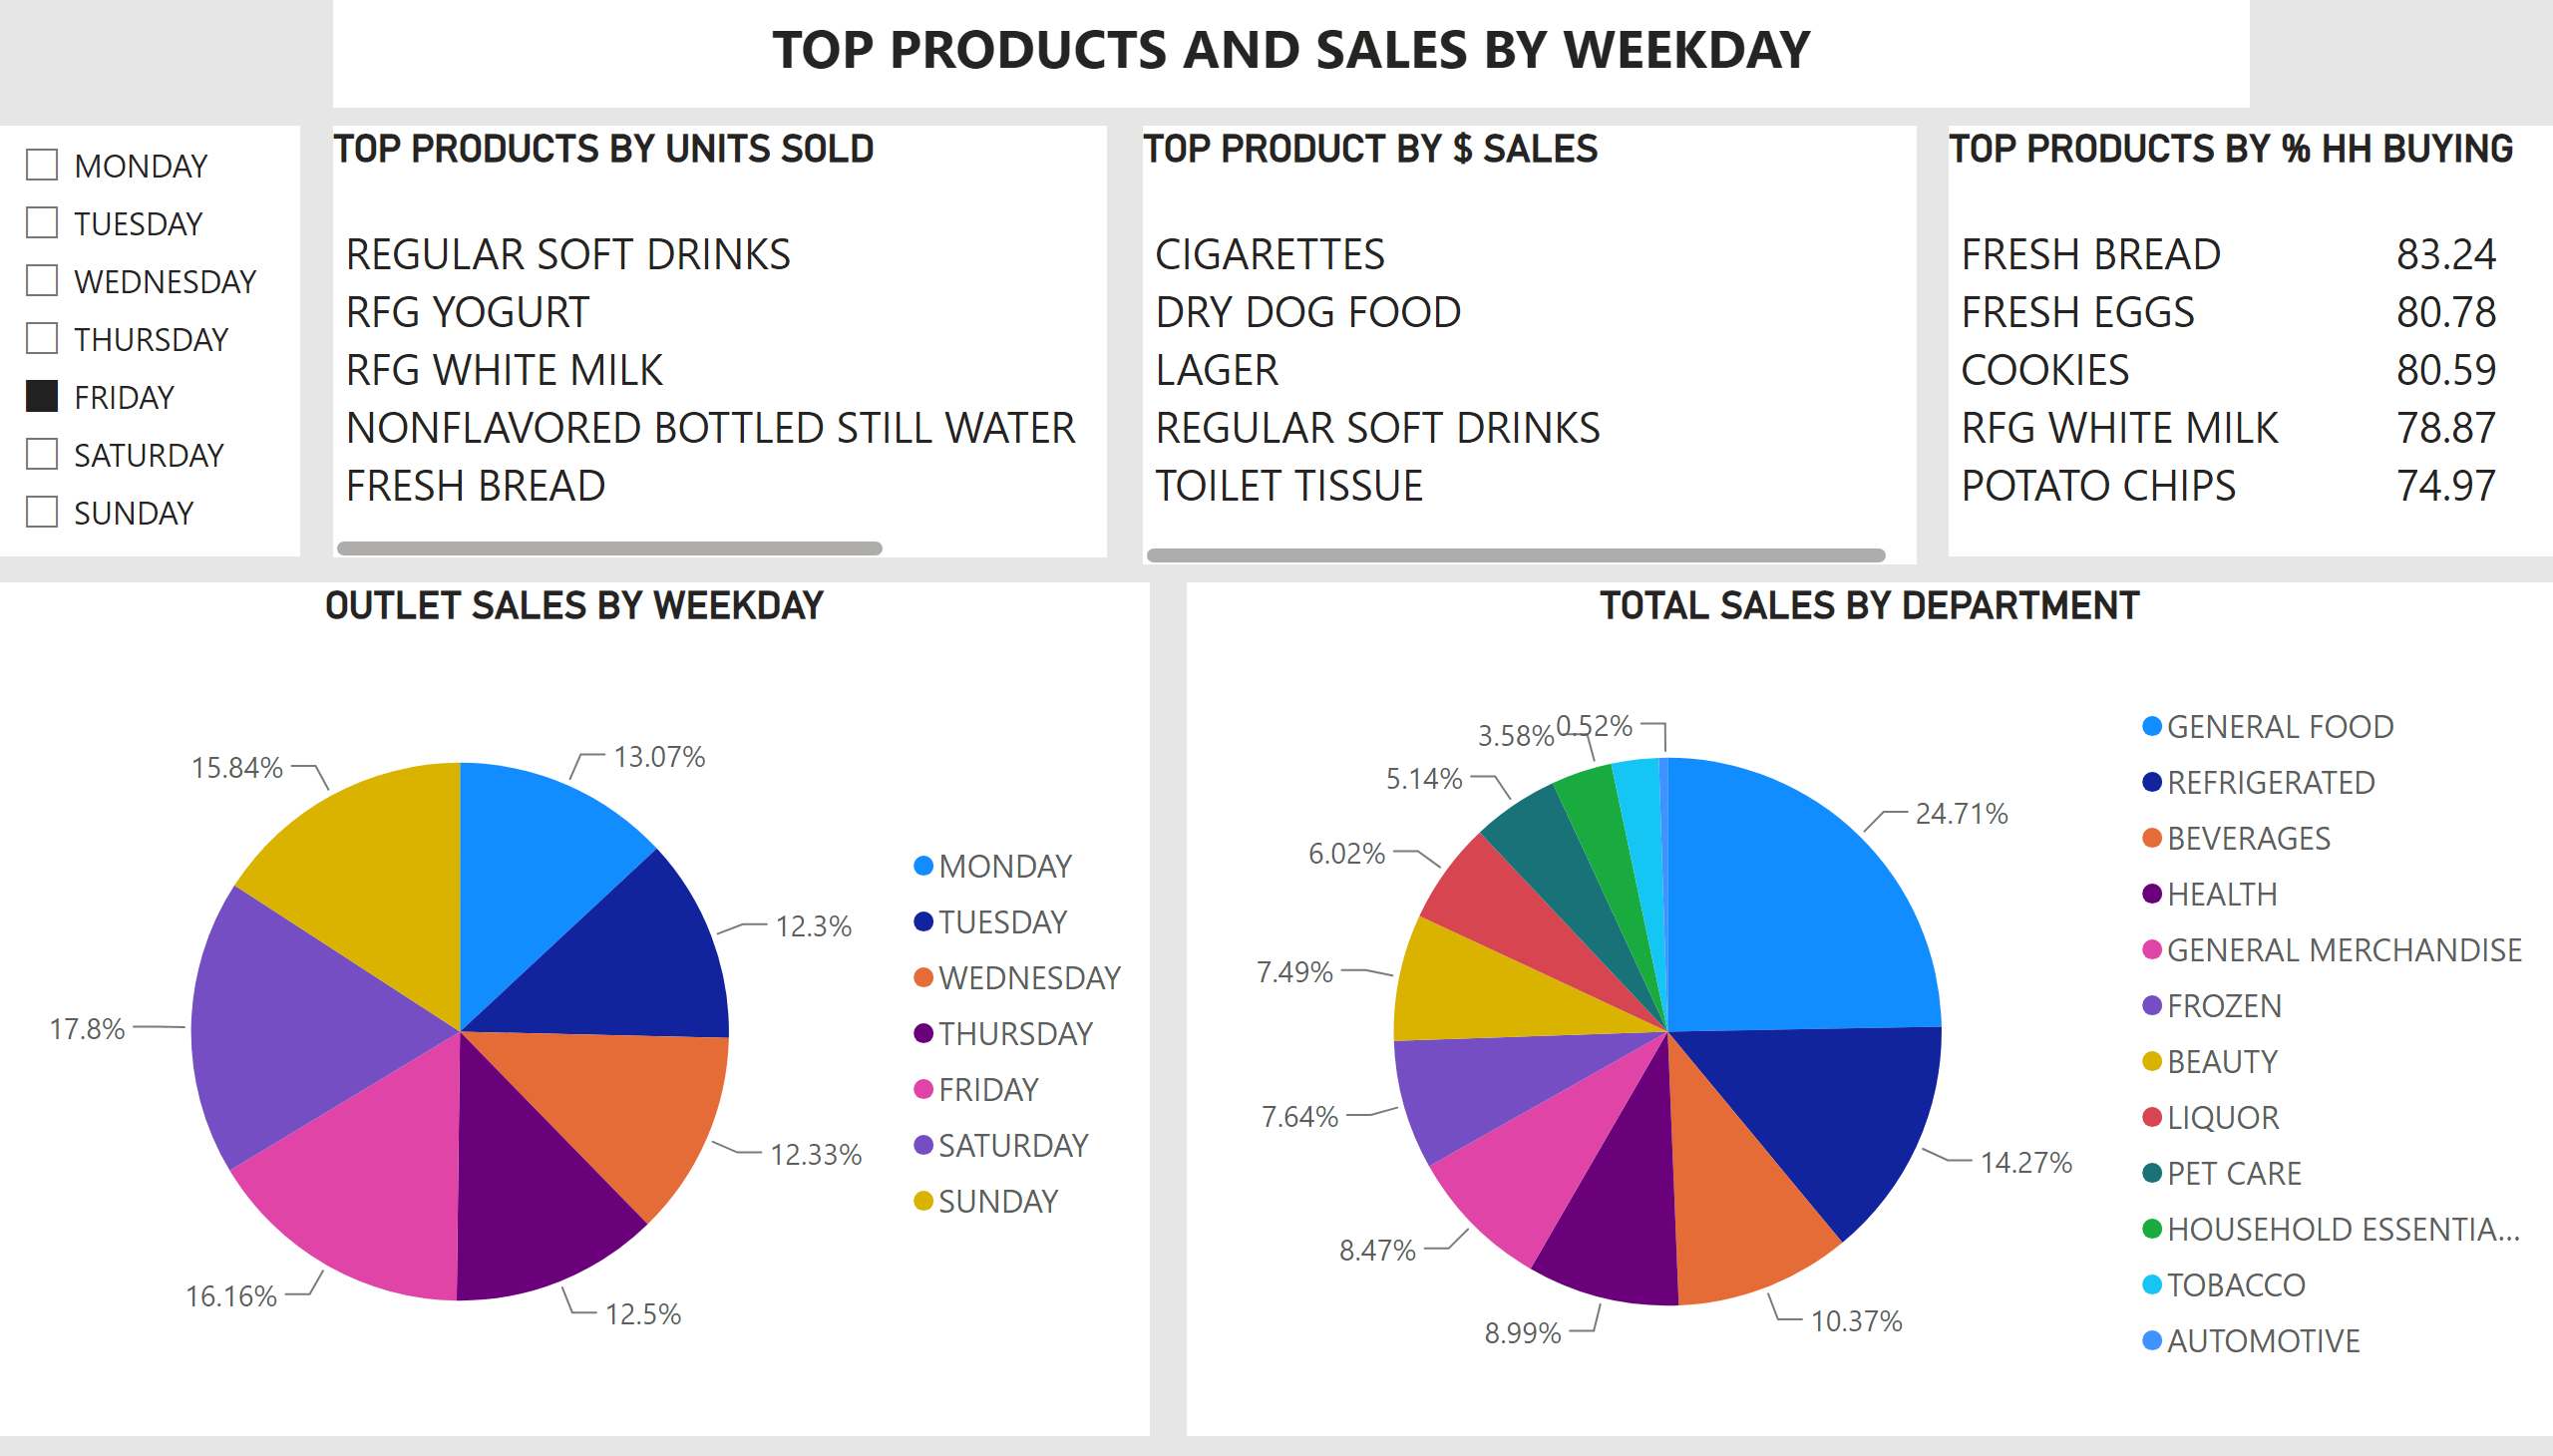 TOP PRODUCTS AND SALES BY WEEKDAY
MONDAY
TUESDAY
WEDNESDAY
THURSDAY
FRIDAY
SATURDAY
SUNDAY
TOP PRODUCTS BY UNITS SOLD
REGULAR SOFT DRINKS
RFG YOGURT
RFG WHITE MILK
NONFLAVORED BOTTLED STILL WATER
FRESH BREAD
TOP PRODUCT BY $ SALES
CIGARETTES
DRY DOG FOOD
LAGER
REGULAR SOFT DRINKS
TOILET TISSUE
TOP PRODUCTS BY % HH BUYING
FRESH BREAD 83.24
FRESH EGGS 80.78
COOKIES 80.59
RFG WHITE MILK 78.87
POTATO CHIPS 74.97
OUTLET SALES BY WEEKDAY
13.07%
12.3%
12.33%
12.5%
16.16%
17.8%
15.84%
MONDAY
TUESDAY
WEDNESDAY
THURSDAY
FRIDAY
SATURDAY
SUNDAY
TOTAL SALES BY DEPARTMENT
24.71%
14.27%
10.37%
8.99%
8.47%
7.64%
7.49%
6.02%
5.14%
3.58%
0.52%
GENERAL FOOD
REFRIGERATED
BEVERAGES
HEALTH
GENERAL MERCHANDISE
FROZEN
BEAUTY
LIQUOR
PET CARE
HOUSEHOLD ESSENTIA...
TOBACCO
AUTOMOTIVE